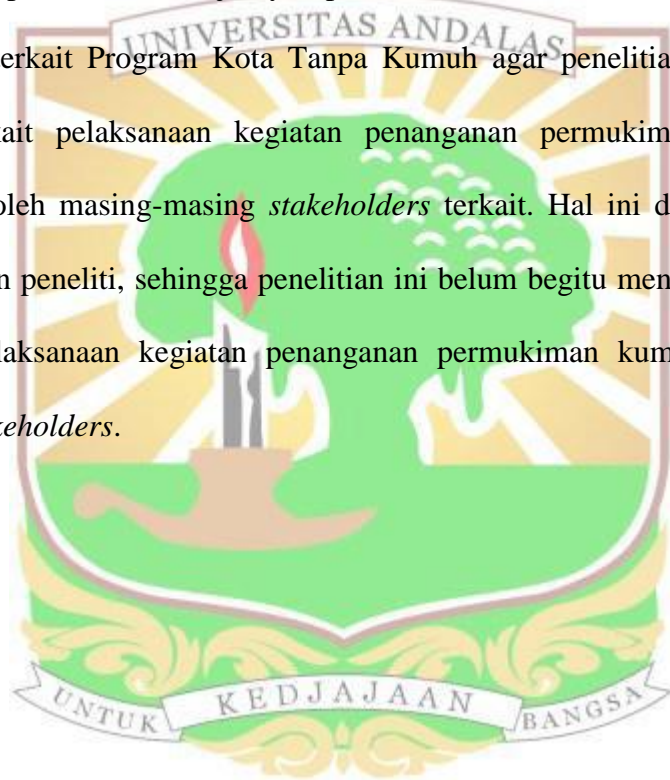 UNIVERSITAS ANDALAS
erkait Program Kota Tanpa Kumuh agar penelitia
ait pelaksanaan kegiatan penanganan permukim
oleh masing-masing stakeholders terkait. Hal ini d
n peneliti, sehingga penelitian ini belum begitu men
laksanaan kegiatan penanganan permukiman kum
keholders.
UNTUK KEDJAJAAN BANGSA